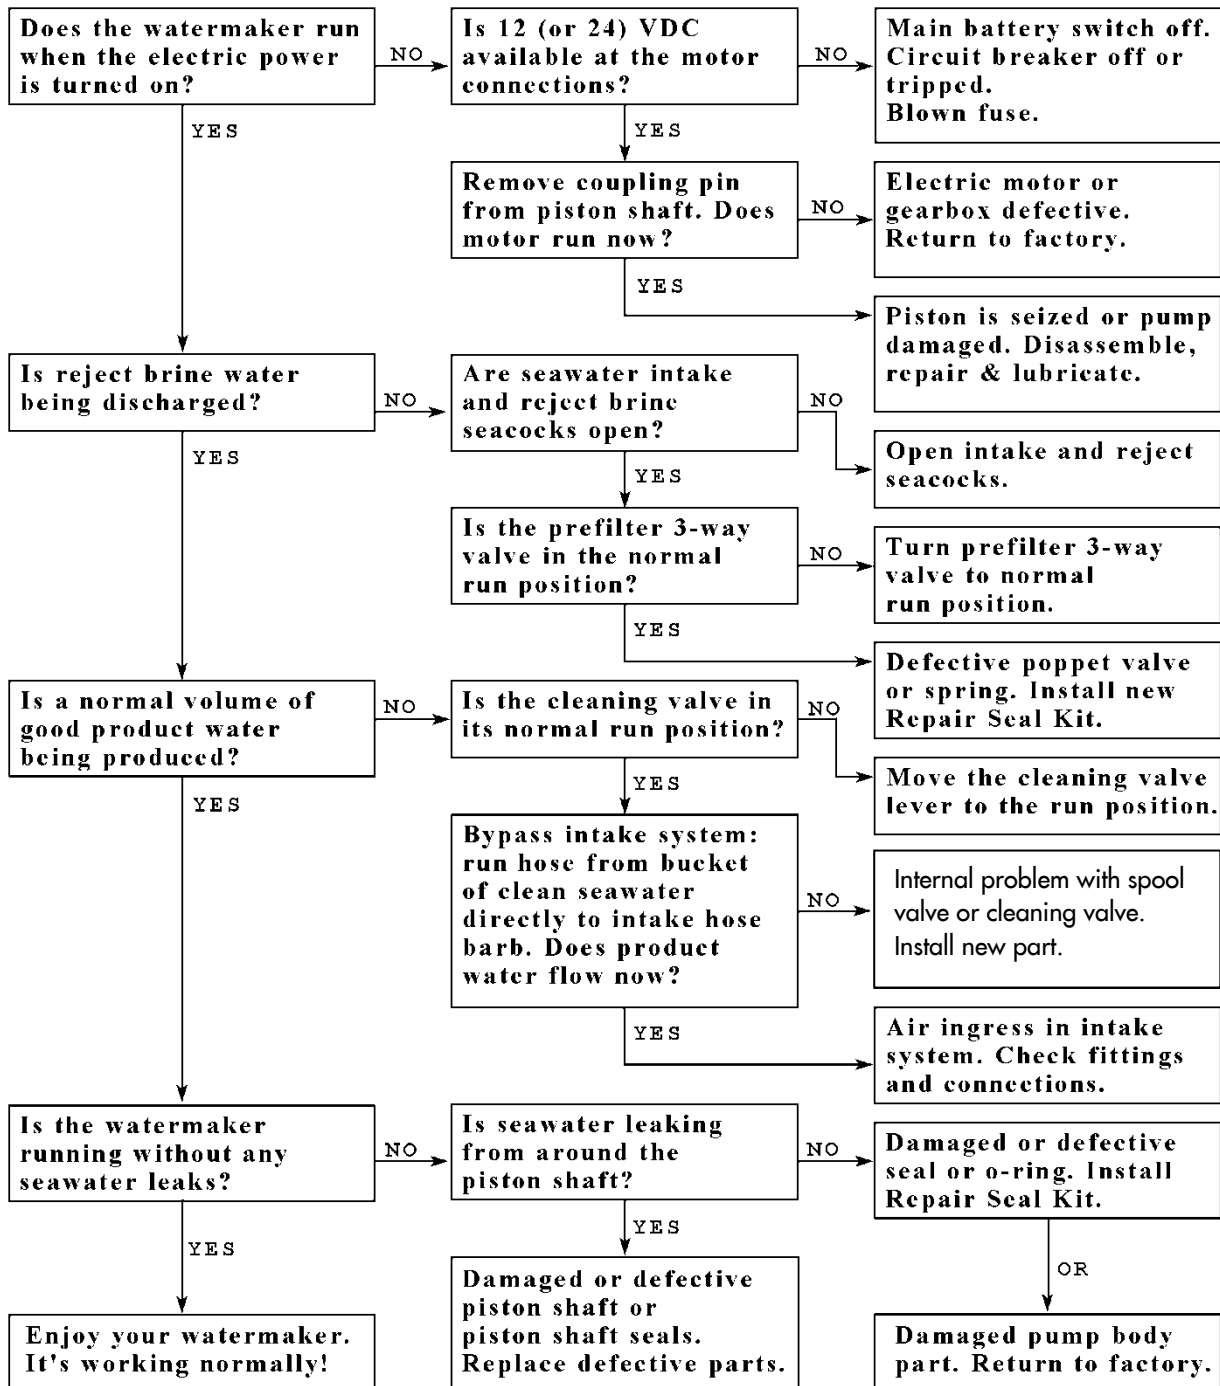 Does the watermaker run
when the electric power
is turned on?
NO
Is 12 (or 24) VDC
available at the motor
connections?
NO
Main battery switch off.
Circuit breaker off or
tripped.
Blown fuse.
YES
YES
Remove coupling pin
from piston shaft. Does
motor run now?
NO
Electric motor or
gearbox defective.
Return to factory.
YES
Piston is seized or pump
damaged. Disassemble,
repair & lubricate.
Is reject brine water
being discharged?
NO
Are seawater intake
and reject brine
seacocks open?
NO
Open intake and reject
seacocks.
YES
YES
Is the prefilter 3-way
valve in the normal
run position?
NO
Turn prefilter 3-way
valve to normal
run position.
YES
Defective poppet valve
or spring. Install new
Repair Seal Kit.
Is a normal volume of
good product water
being produced?
NO
Is the cleaning valve in
its normal run position?
NO
Move the cleaning valve
lever to the run position.
YES
YES
Bypass intake system:
run hose from bucket
of clean seawater
directly to intake hose
barb. Does product
water flow now?
NO
Internal problem with spool
valve or cleaning valve.
Install new part.
YES
Air ingress in intake
system. Check fittings
and connections.
Is the watermaker
running without any
seawater leaks?
NO
Is seawater leaking
from around the
piston shaft?
NO
Damaged or defective
seal or o-ring. Install
Repair Seal Kit.
YES
YES
OR
Enjoy your watermaker.
It's working normally!
Damaged or defective
piston shaft or
piston shaft seals.
Replace defective parts.
Damaged pump body
part. Return to factory.